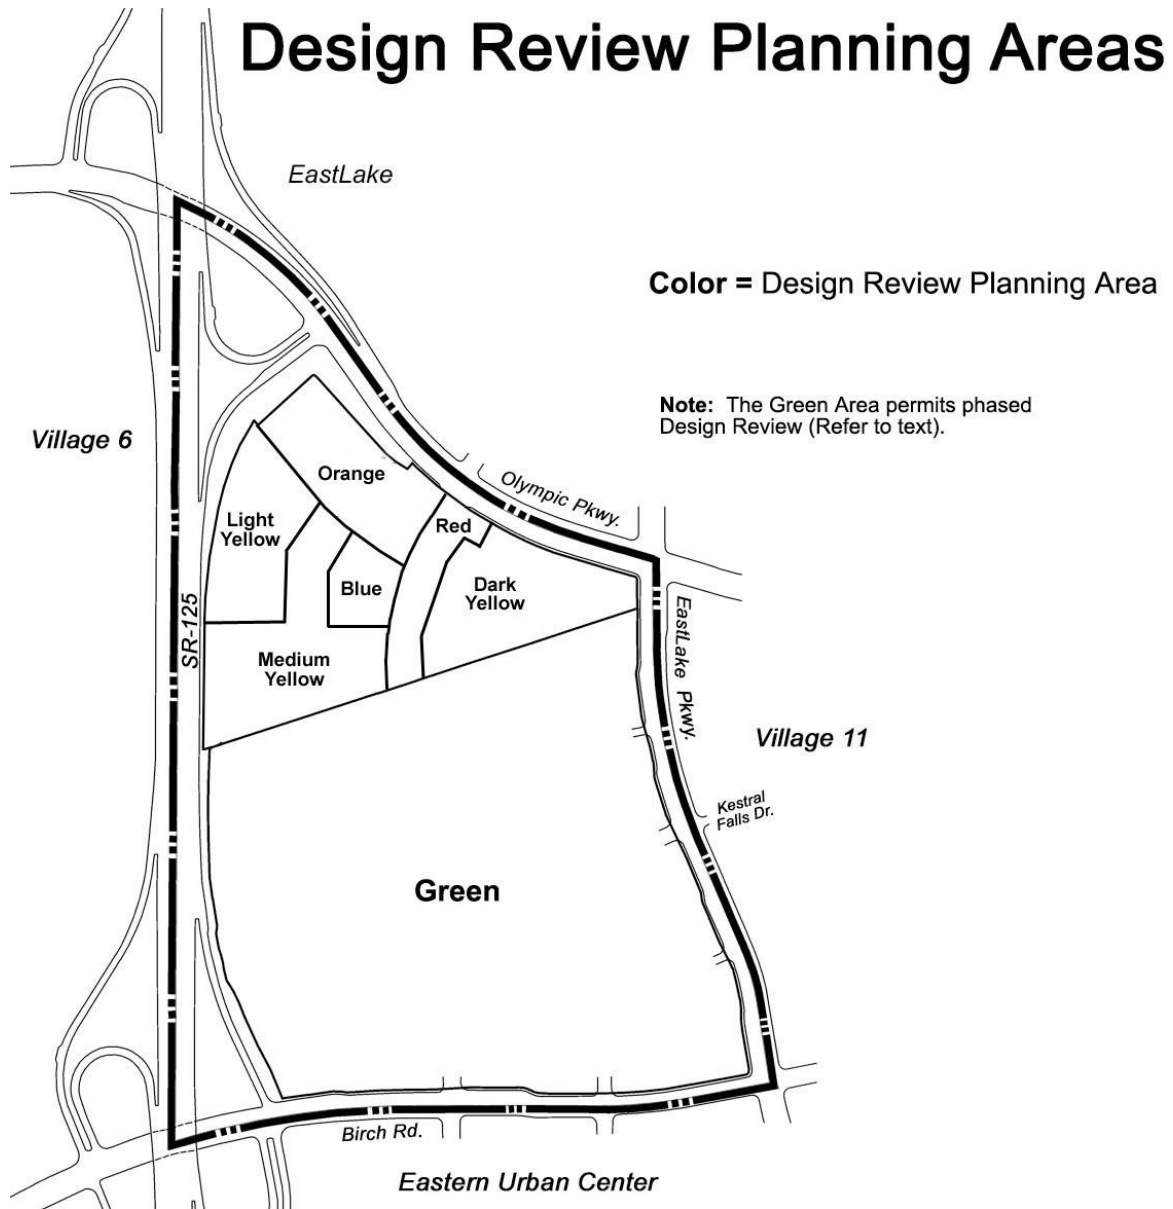 Design Review Planning Areas
EastLake
Color = Design Review Planning Area
Note: The Green Area permits phased
Design Review (Refer to text).
Village 6
Orange
Olympic Pkwy.
Light
Yellow
Red
Blue
Dark
Yellow
SR-125
EastLake Pkwy.
Medium
Yellow
Village 11
Kestral
Falls Dr.
Green
Birch Rd.
Eastern Urban Center